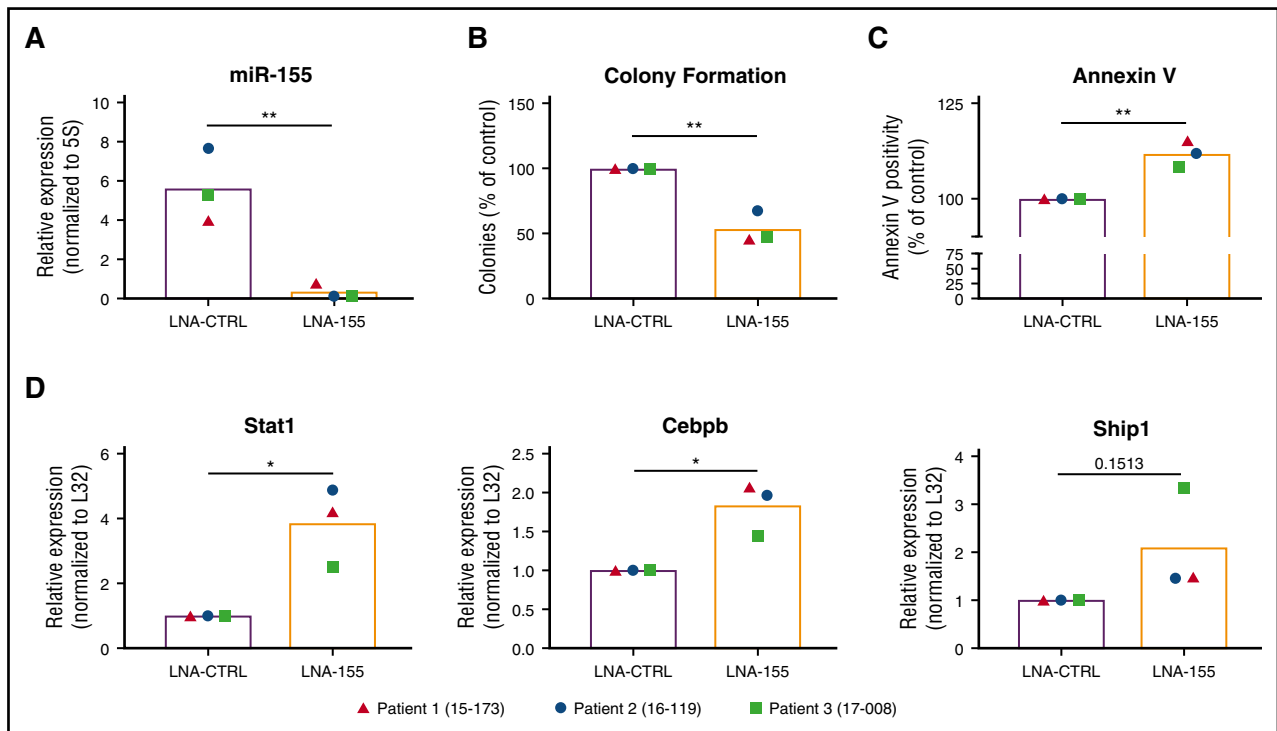 A
miR-155
Relative expression
(normalized to 5S)
10
8
6
4
2
0
**
LNA-CTRL
LNA-155
B
Colony Formation
Colonies (% of control)
150
100
50
0
**
LNA-CTRL
LNA-155
C
Annexin V
Annexin V positivity
(% of control)
125
100
75
50
25
0
**
LNA-CTRL
LNA-155
D
Stat1
Relative expression
(normalized to L32)
6
4
2
0
*
LNA-CTRL
LNA-155
Cebpb
Relative expression
(normalized to L32)
2.5
2.0
1.5
1.0
0.5
0.0
*
LNA-CTRL
LNA-155
Ship1
Relative expression
(normalized to L32)
4
3
2
1
0
0.1513
LNA-CTRL
LNA-155
Patient 1 (15-173)
Patient 2 (16-119)
Patient 3 (17-008)